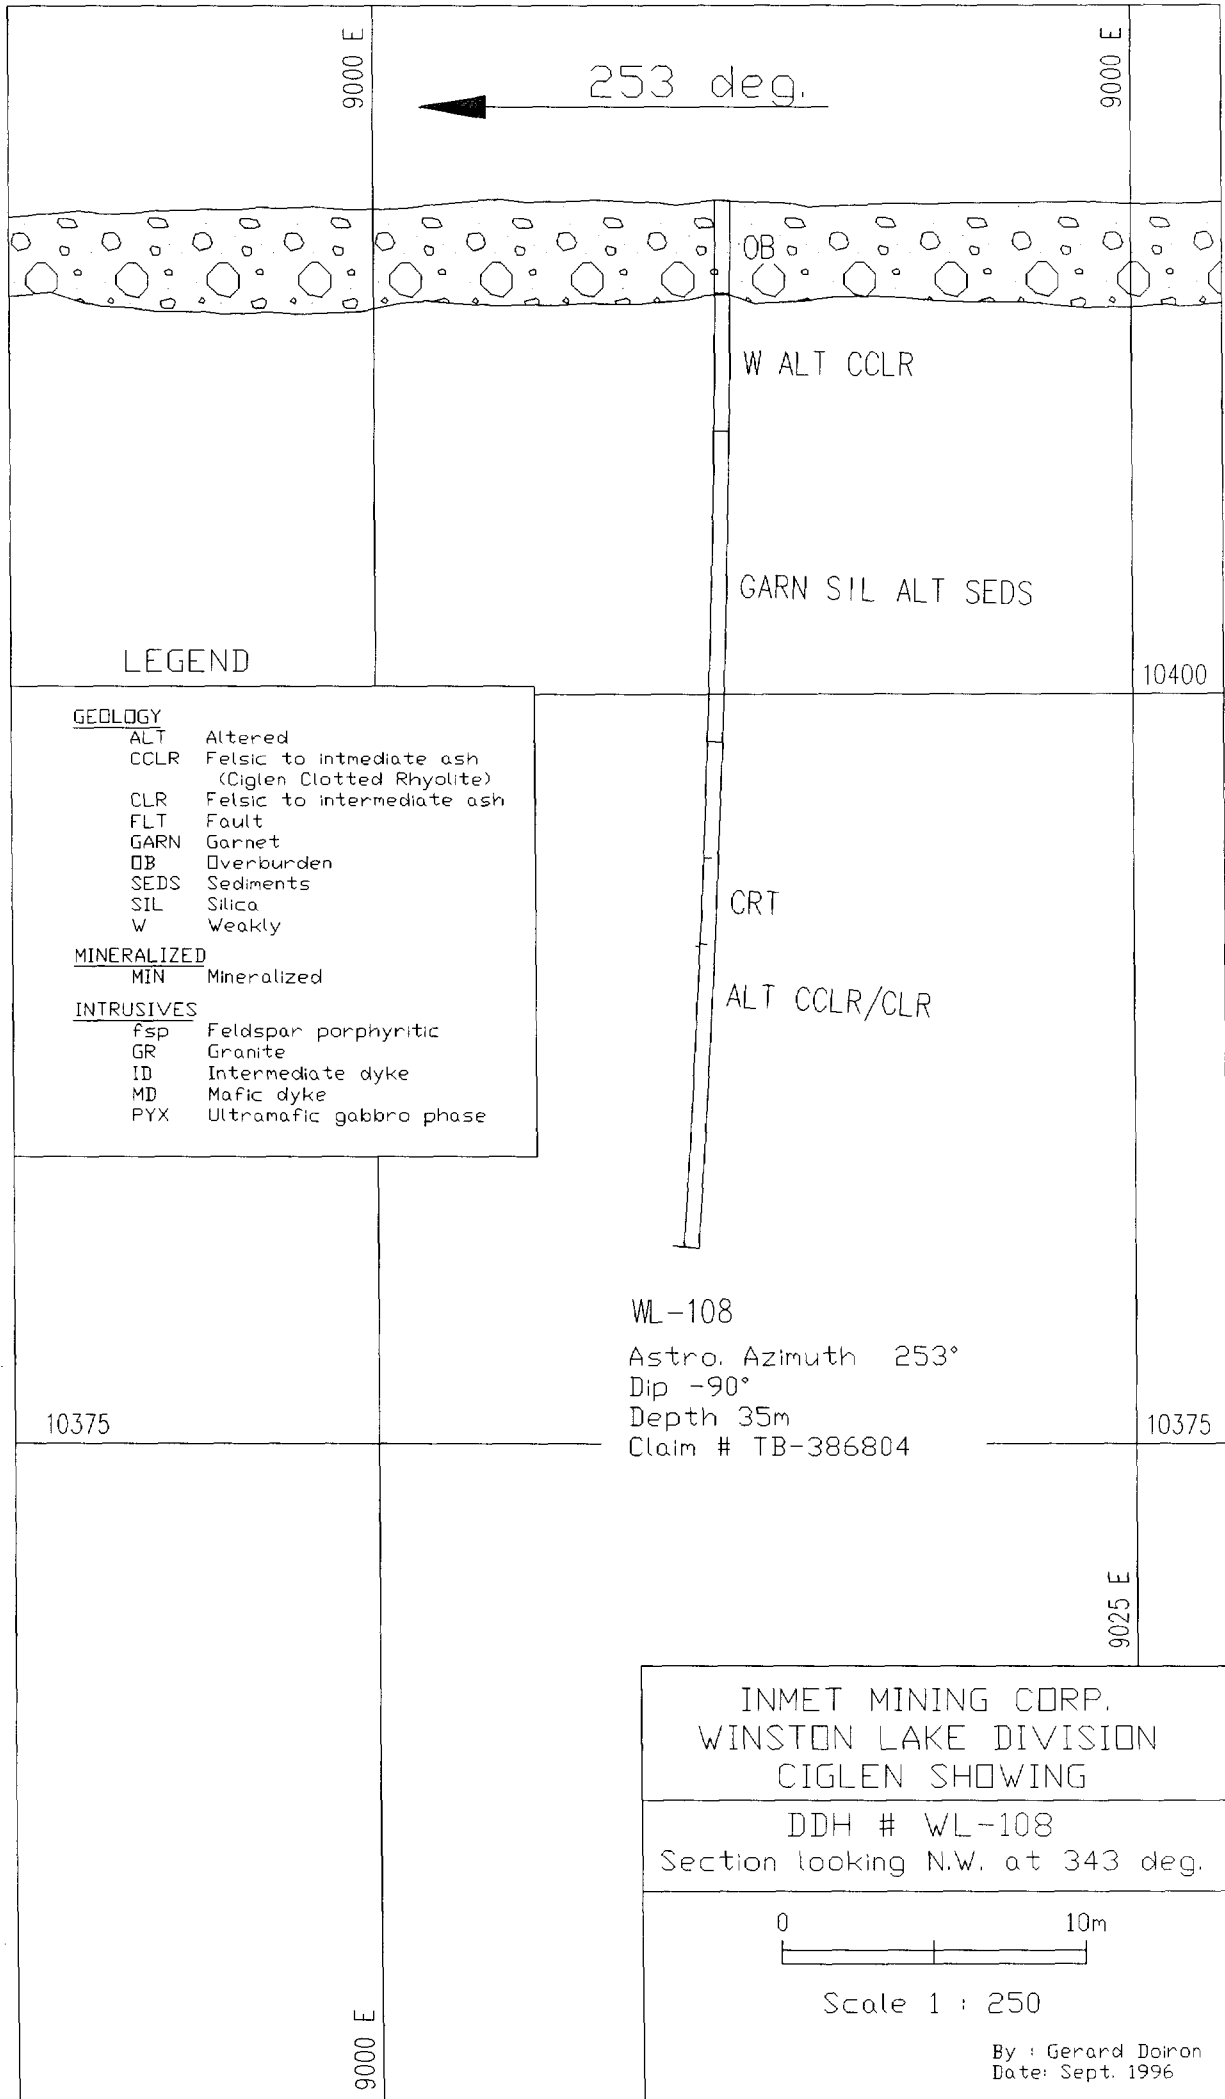 9000 E
9000 E
253 deg.
OB
W ALT CCLR
GARN SIL ALT SEDS
10400
LEGEND
GEOLOGY
ALT Altered
CCLR Felsic to intmediate ash
(Ciglen Clotted Rhyolite)
CLR Felsic to intermediate ash
FLT Fault
GARN Garnet
OB Overburden
SEDS Sediments
SIL Silica
W Weakly
MINERALIZED
MIN Mineralized
INTRUSIVES
fsp Feldspar porphyritic
GR Granite
ID Intermediate dyke
MD Mafic dyke
PYX Ultramafic gabbro phase
CRT
ALT CCLR/CLR
WL-108
Astro. Azimuth 253°
Dip -90°
Depth 35m
Claim # TB-386804
10375
10375
9025 E
9000 E
INMET MINING CORP.
WINSTON LAKE DIVISION
CIGLEN SHOWING
DDH # WL-108
Section looking N.W. at 343 deg.
0 10m
Scale 1 : 250
By : Gerard Doiron
Date: Sept. 1996